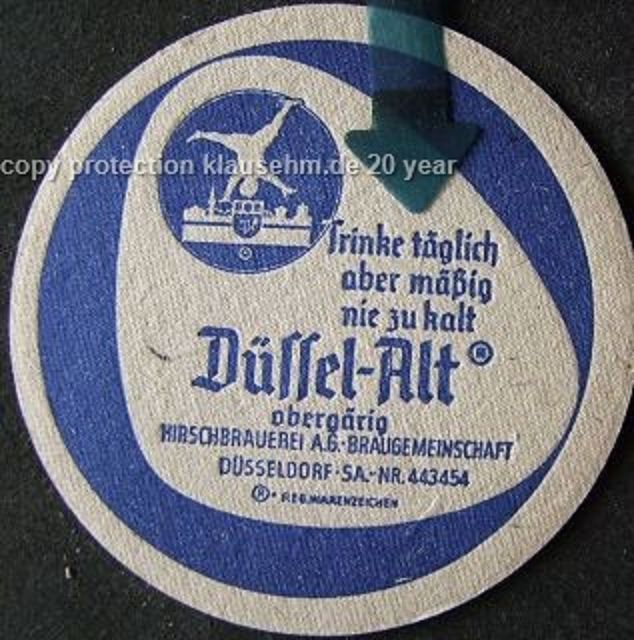 copy protection klausehm.de 20 year
Trinke täglich
aber mäßig
nie zu kalt
Düssel-Alt®
obergärig
HIRSCHBRAUEREI A.G.-BRAUGEMEINSCHAFT
DÜSSELDORF·SA.-NR. 443454
® · REG. WARENZEICHEN